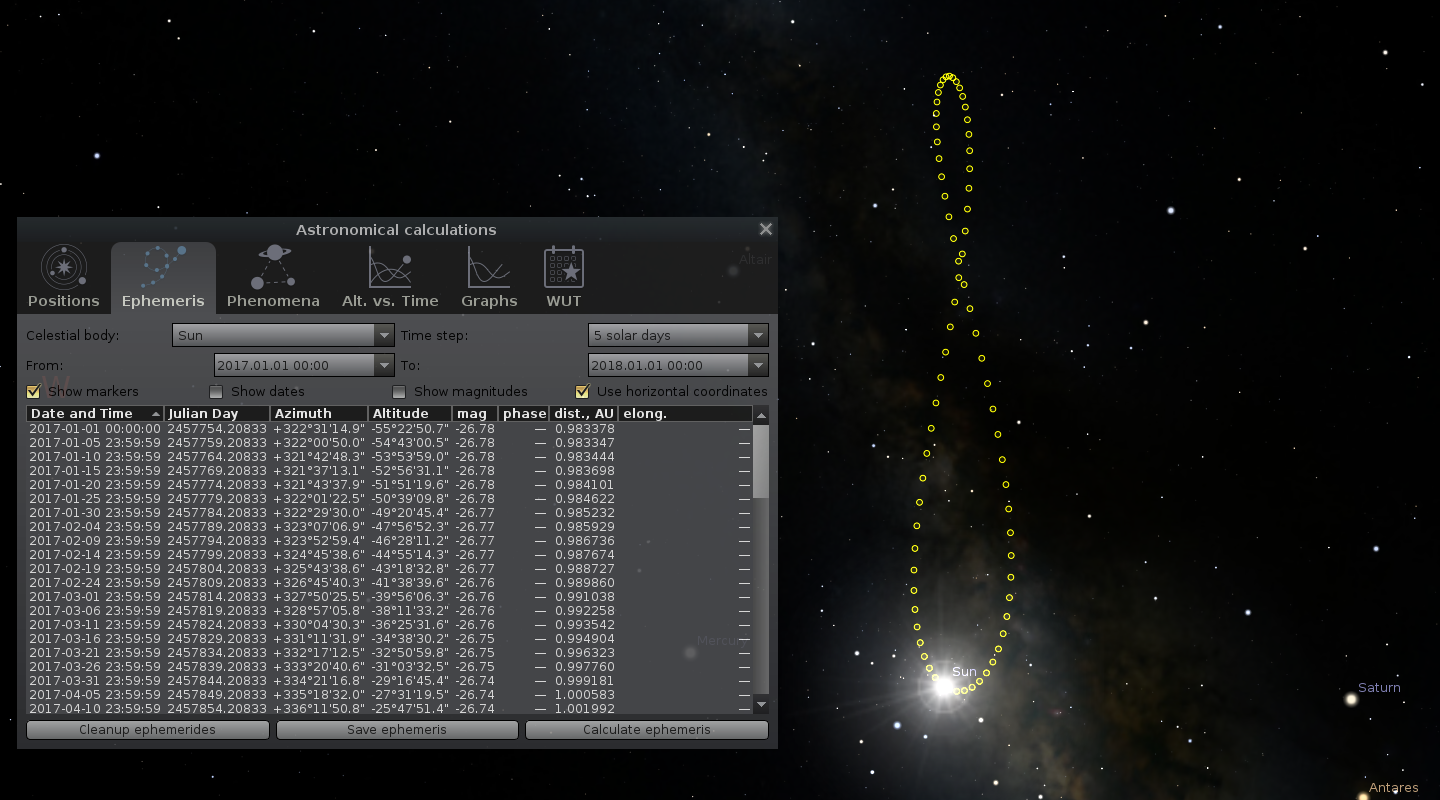 Astronomical calculations
Altair
Positions Ephemeris Phenomena Alt. vs. Time Graphs WUT
Celestial body: Sun Time step: 5 solar days
From: 2017.01.01 00:00 To: 2018.01.01 00:00
W
Show markers Show dates Show magnitudes Use horizontal coordinates
Date and Time Julian Day Azimuth Altitude mag phase dist., AU elong.
2017-01-01 00:00:00 2457754.20833 +322°31'14.9" -55°22'50.7" -26.78 — 0.983378 —
2017-01-05 23:59:59 2457759.20833 +322°00'50.0" -54°43'00.5" -26.78 — 0.983347 —
2017-01-10 23:59:59 2457764.20833 +321°42'48.3" -53°53'59.0" -26.78 — 0.983444 —
2017-01-15 23:59:59 2457769.20833 +321°37'13.1" -52°56'31.1" -26.78 — 0.983698 —
2017-01-20 23:59:59 2457774.20833 +321°43'37.9" -51°51'19.6" -26.78 — 0.984101 —
2017-01-25 23:59:59 2457779.20833 +322°01'22.5" -50°39'09.8" -26.78 — 0.984622 —
2017-01-30 23:59:59 2457784.20833 +322°29'30.0" -49°20'45.4" -26.77 — 0.985232 —
2017-02-04 23:59:59 2457789.20833 +323°07'06.9" -47°56'52.3" -26.77 — 0.985929 —
2017-02-09 23:59:59 2457794.20833 +323°52'59.4" -46°28'11.2" -26.77 — 0.986736 —
2017-02-14 23:59:59 2457799.20833 +324°45'38.6" -44°55'14.3" -26.77 — 0.987674 —
2017-02-19 23:59:59 2457804.20833 +325°43'38.6" -43°18'32.8" -26.77 — 0.988727 —
2017-02-24 23:59:59 2457809.20833 +326°45'40.3" -41°38'39.6" -26.76 — 0.989860 —
2017-03-01 23:59:59 2457814.20833 +327°50'25.5" -39°56'06.3" -26.76 — 0.991038 —
2017-03-06 23:59:59 2457819.20833 +328°57'05.8" -38°11'33.2" -26.76 — 0.992258 —
2017-03-11 23:59:59 2457824.20833 +330°04'30.3" -36°25'31.6" -26.76 — 0.993542 —
2017-03-16 23:59:59 2457829.20833 +331°11'31.9" -34°38'30.2" -26.75 — 0.994904 —
2017-03-21 23:59:59 2457834.20833 +332°17'12.5" -32°50'59.8" -26.75 — 0.996323 —
2017-03-26 23:59:59 2457839.20833 +333°20'40.6" -31°03'32.5" -26.75 — 0.997760 —
2017-03-31 23:59:59 2457844.20833 +334°21'16.8" -29°16'45.4" -26.74 — 0.999181 —
2017-04-05 23:59:59 2457849.20833 +335°18'32.0" -27°31'19.5" -26.74 — 1.000583 —
2017-04-10 23:59:59 2457854.20833 +336°11'50.8" -25°47'51.4" -26.74 — 1.001992 —
Mercury
Cleanup ephemerides Save ephemeris Calculate ephemeris
Sun
Saturn
Antares